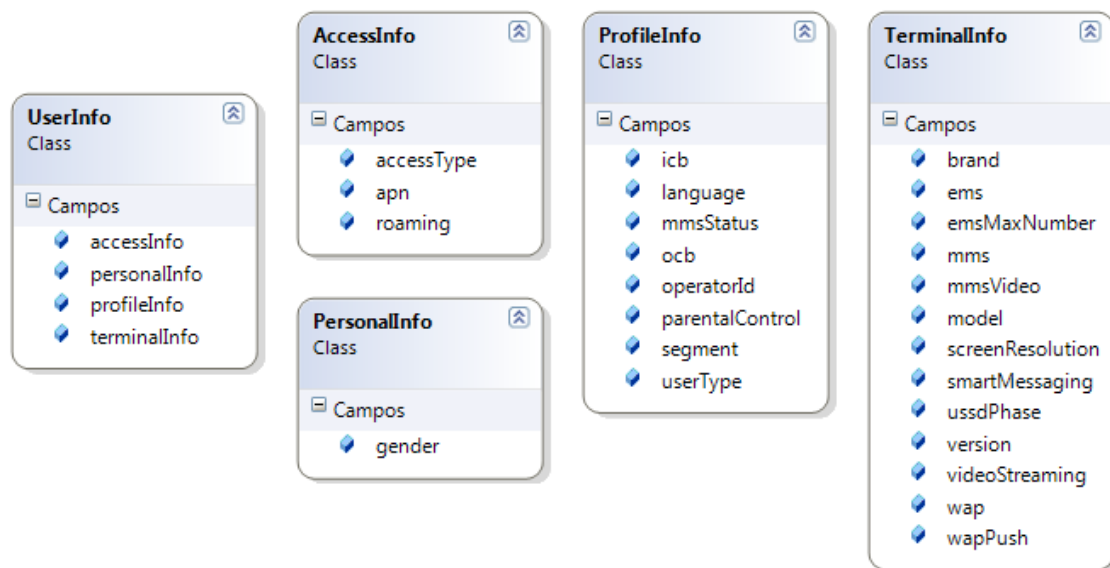 UserInfo
Class
Campos
accessInfo
personalInfo
profileInfo
terminalInfo
AccessInfo
Class
Campos
accessType
apn
roaming
PersonalInfo
Class
Campos
gender
ProfileInfo
Class
Campos
icb
language
mmsStatus
ocb
operatorId
parentalControl
segment
userType
TerminalInfo
Class
Campos
brand
ems
emsMaxNumber
mms
mmsVideo
model
screenResolution
smartMessaging
ussdPhase
version
videoStreaming
wap
wapPush